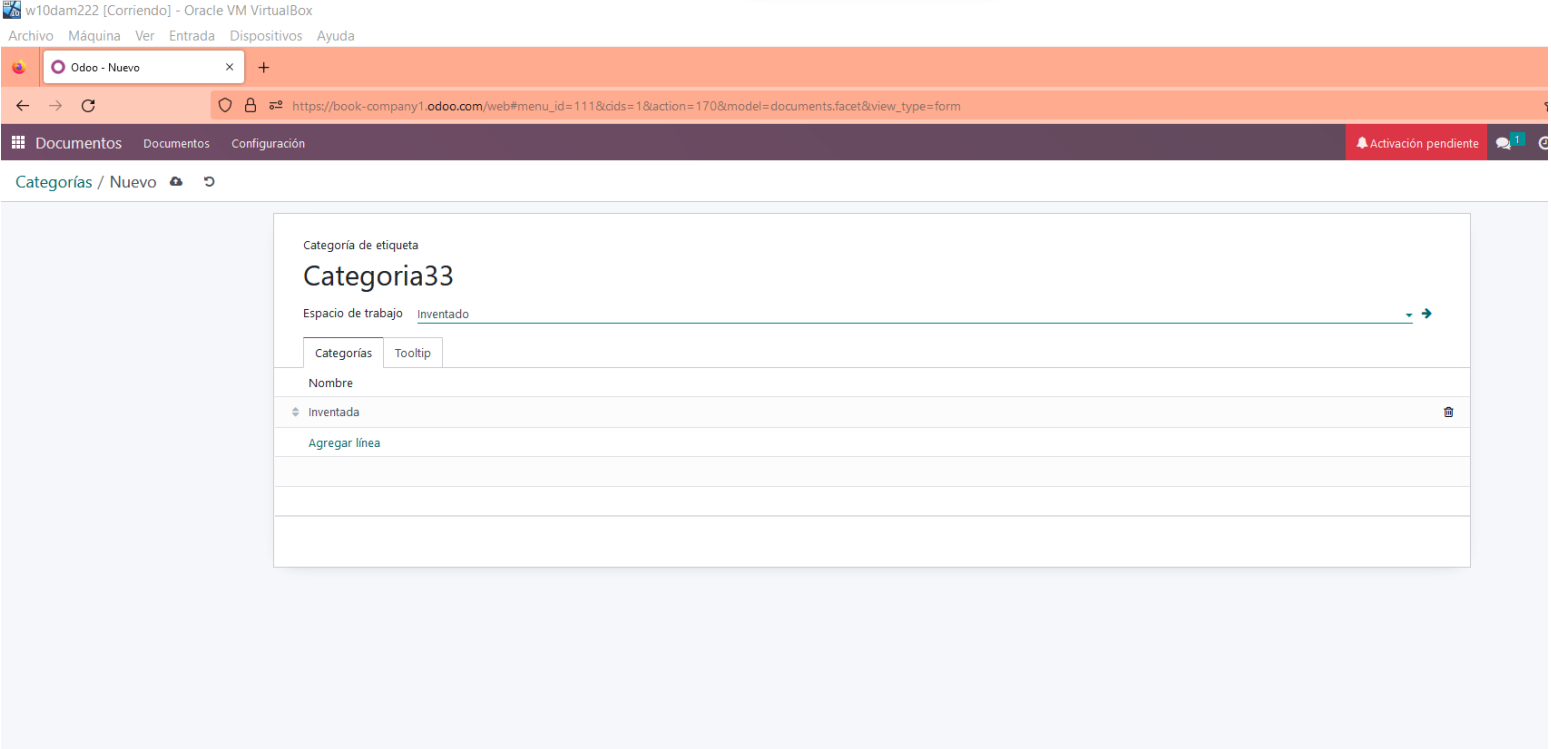 w10dam222 [Corriendo] - Oracle VM VirtualBox
Archivo Máquina Ver Entrada Dispositivos Ayuda
Odoo - Nuevo
https://book-company1.odoo.com/web#menu_id=111&cids=1&action=170&model=documents.facet&view_type=form
Documentos Documentos Configuración Activación pendiente 1
Categorías / Nuevo
Categoría de etiqueta
Categoria33
Espacio de trabajo Inventado
Categorías Tooltip
Nombre
Inventada
Agregar línea